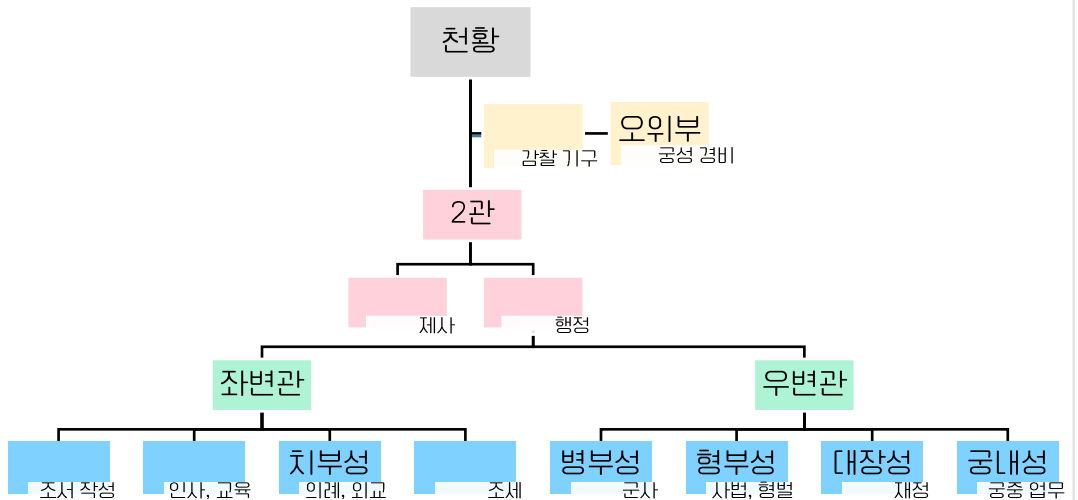 천황
오위부
감찰 기구
궁성 경비
2관
제사
행정
좌변관
우변관
치부성
병부성
형부성
대장성
궁내성
조서 작성
인사, 교육
의례, 외교
조세
군사
사법, 형벌
재정
궁중 업무